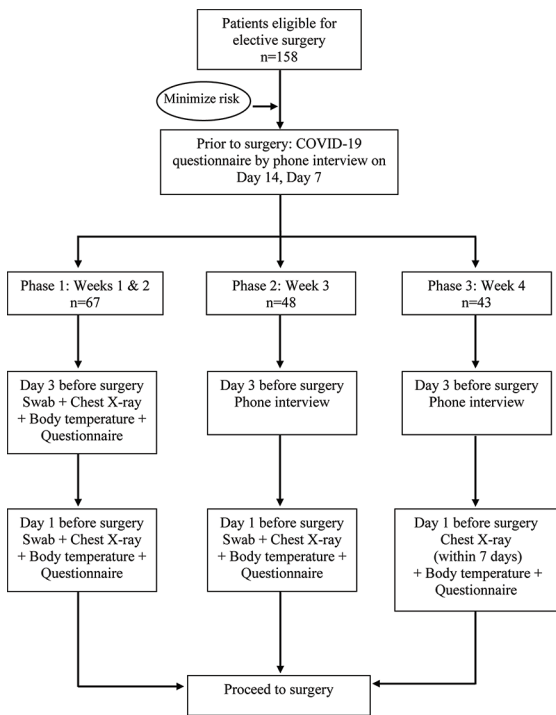 Patients eligible for
elective surgery
n=158
Minimize risk
Prior to surgery: COVID-19
questionnaire by phone interview on
Day 14, Day 7
Phase 1: Weeks 1 & 2
n=67
Phase 2: Week 3
n=48
Phase 3: Week 4
n=43
Day 3 before surgery
Swab + Chest X-ray
+ Body temperature +
Questionnaire
Day 3 before surgery
Phone interview
Day 3 before surgery
Phone interview
Day 1 before surgery
Swab + Chest X-ray
+ Body temperature +
Questionnaire
Day 1 before surgery
Swab + Chest X-ray
+ Body temperature +
Questionnaire
Day 1 before surgery
Chest X-ray
(within 7 days)
+ Body temperature +
Questionnaire
Proceed to surgery